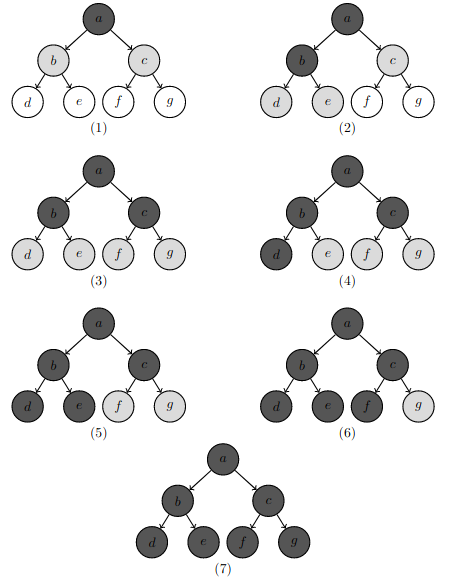 a a
b c b c
d e f g d e f g
(1) (2)
a a
b c b c
d e f g d e f g
(3) (4)
a a
b c b c
d e f g d e f g
(5) (6)
a
b c
d e f g
(7)